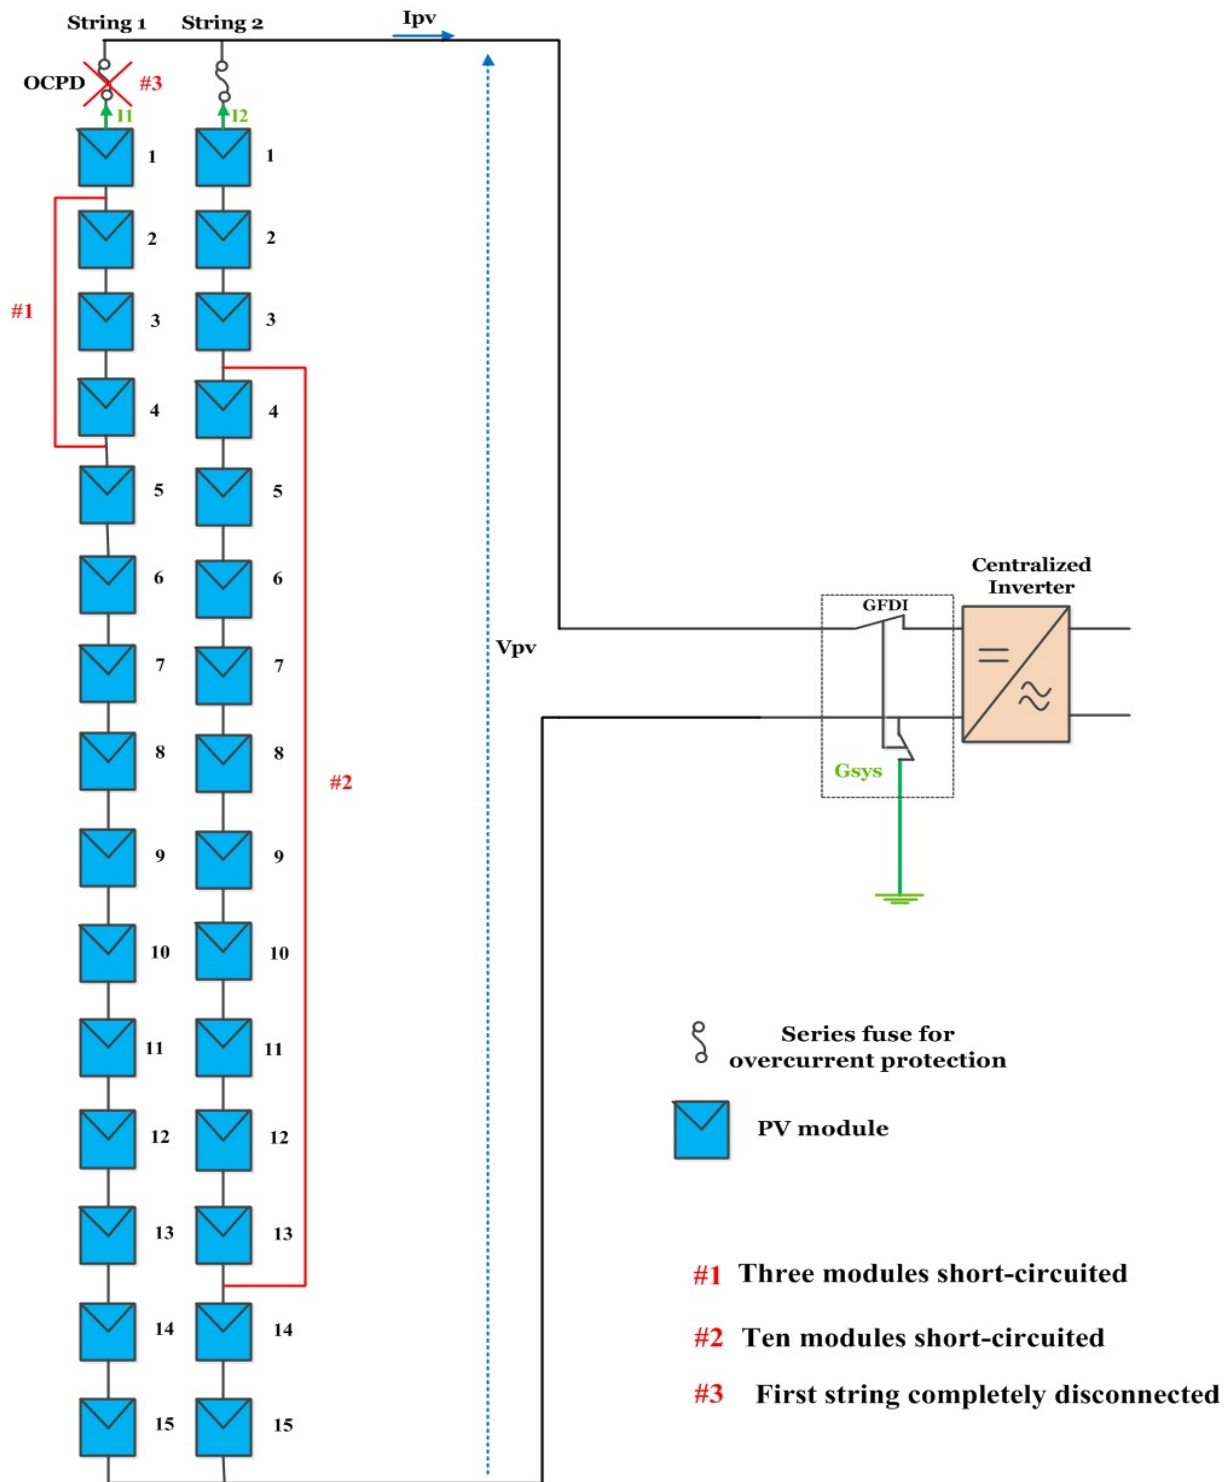 String 1 String 2
Ipv
OCPD #3
I1 I2
1 1
2 2
#1 3 3
4 4
5 5
6 6
Centralized
Inverter
GFDI
Vpv
7 7
8 8
#2
Gsys
9 9
10 10
11 11
Series fuse for
overcurrent protection
12 12
PV module
13 13
#1 Three modules short-circuited
14 14
#2 Ten modules short-circuited
#3 First string completely disconnected
15 15